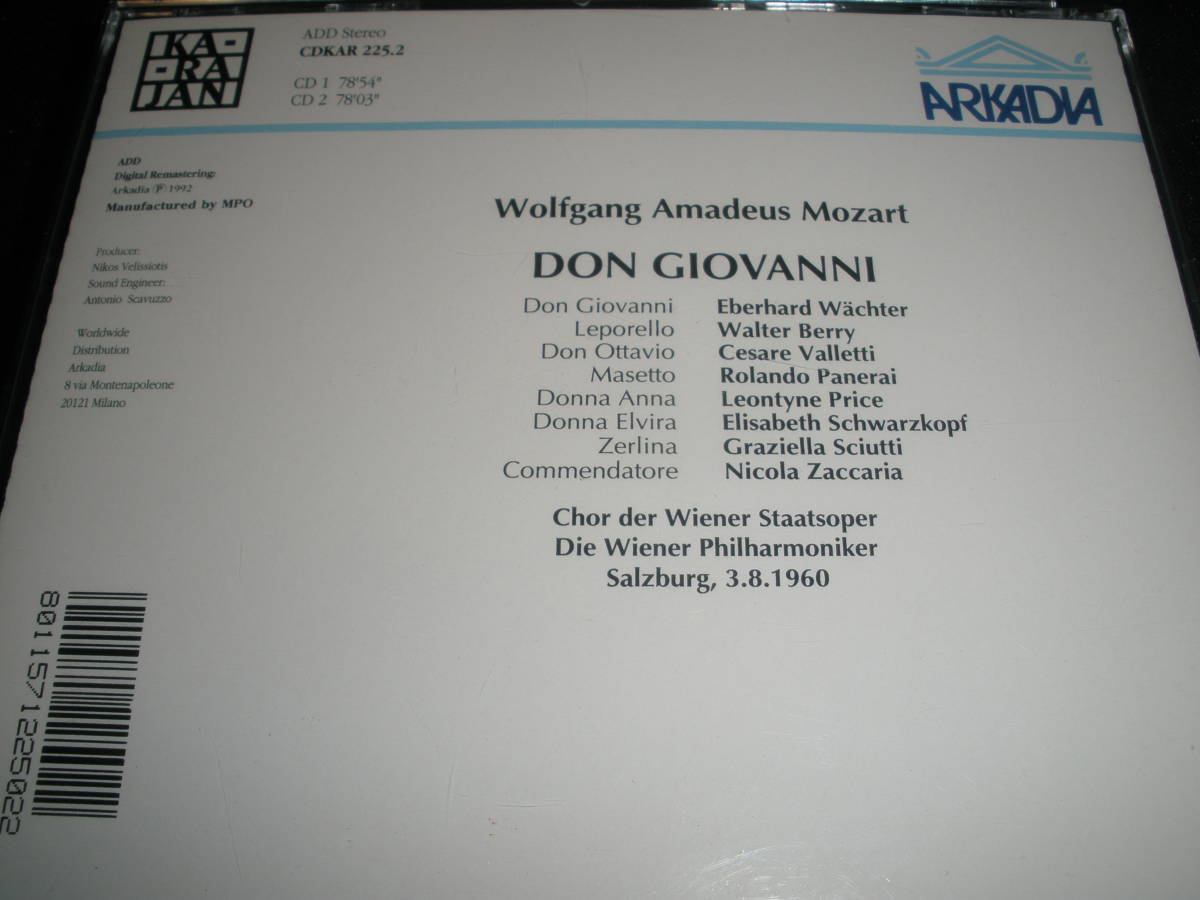 KA-
-RA
JAN
ADD Stereo
CDKAR 225.2
CD 1 78'54"
CD 2 78'03"
ARKADIA
ADD
Digital Remastering:
Arkadia Ⓟ 1992
Manufactured by MPO
Producer:
Nikos Velissiotis
Sound Engineer:
Antonio Scavuzzo
Worldwide
Distribution
Arkadia
8 via Montenapoleone
20121 Milano
Wolfgang Amadeus Mozart
DON GIOVANNI
Don Giovanni Eberhard Wächter
Leporello Walter Berry
Don Ottavio Cesare Valletti
Masetto Rolando Panerai
Donna Anna Leontyne Price
Donna Elvira Elisabeth Schwarzkopf
Zerlina Graziella Sciutti
Commendatore Nicola Zaccaria
Chor der Wiener Staatsoper
Die Wiener Philharmoniker
Salzburg, 3.8.1960
8011571225022